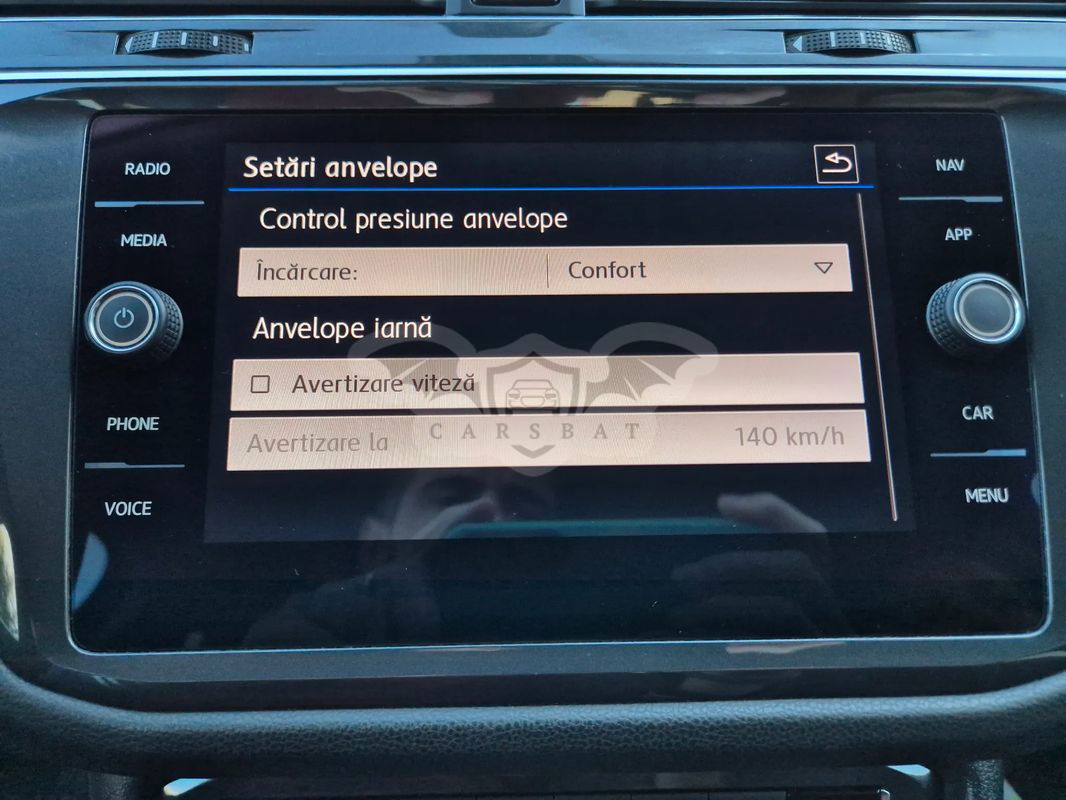 RADIO
MEDIA
PHONE
VOICE
Setări anvelope
Control presiune anvelope
Încărcare: Confort
Anvelope iarnă
Avertizare viteză
Avertizare la 140 km/h
CARSBAT
NAV
APP
CAR
MENU